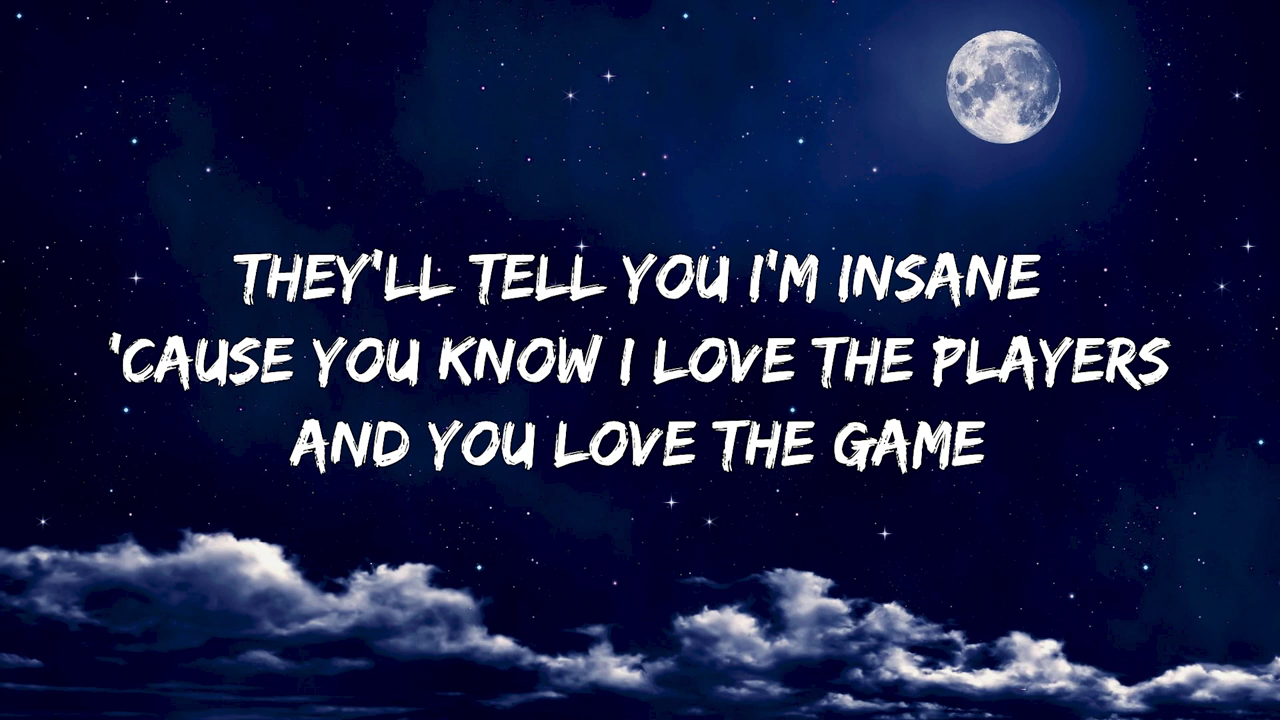 THEY'LL TELL YOU I'M INSANE
'CAUSE YOU KNOW I LOVE THE PLAYERS
AND YOU LOVE THE GAME